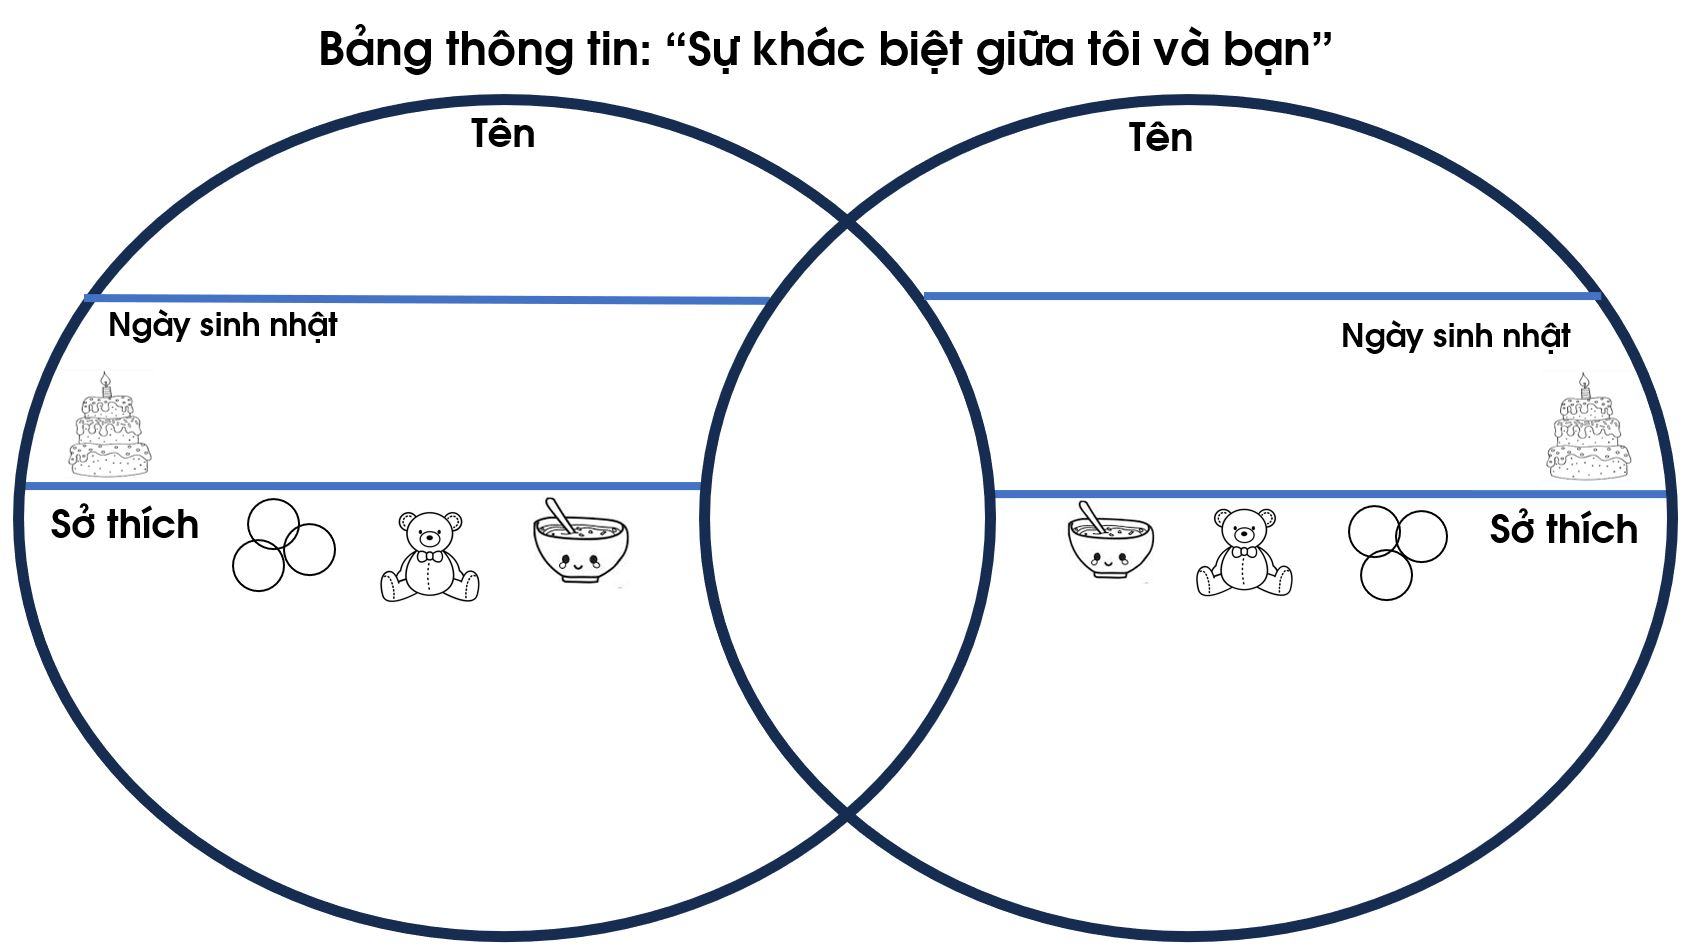 Bảng thông tin: “Sự khác biệt giữa tôi và bạn”
Tên
Tên
Ngày sinh nhật
Ngày sinh nhật
Sở thích
Sở thích